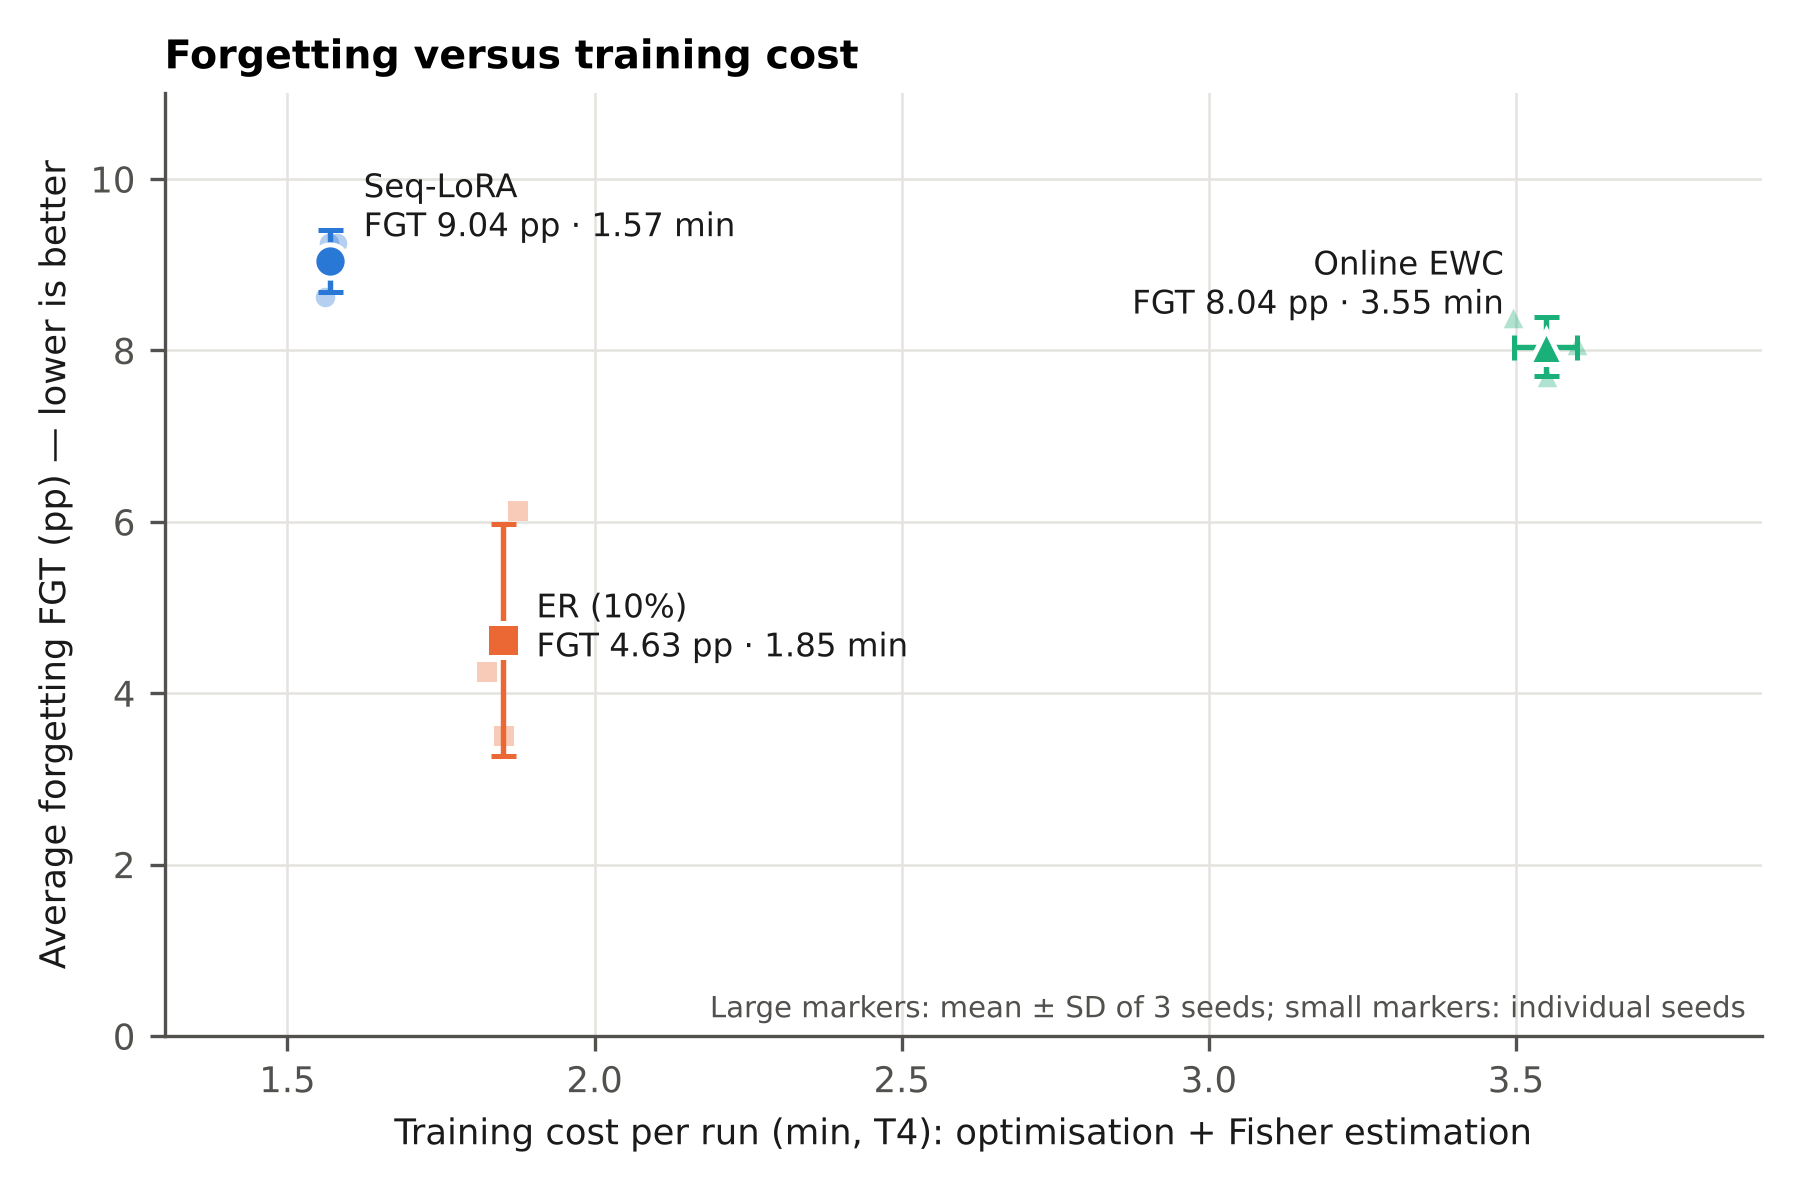 Forgetting versus training cost
Average forgetting FGT (pp) — lower is better
10
8
6
4
2
0
Seq-LoRA
FGT 9.04 pp · 1.57 min
Online EWC
FGT 8.04 pp · 3.55 min
ER (10%)
FGT 4.63 pp · 1.85 min
Large markers: mean ± SD of 3 seeds; small markers: individual seeds
1.5 2.0 2.5 3.0 3.5
Training cost per run (min, T4): optimisation + Fisher estimation